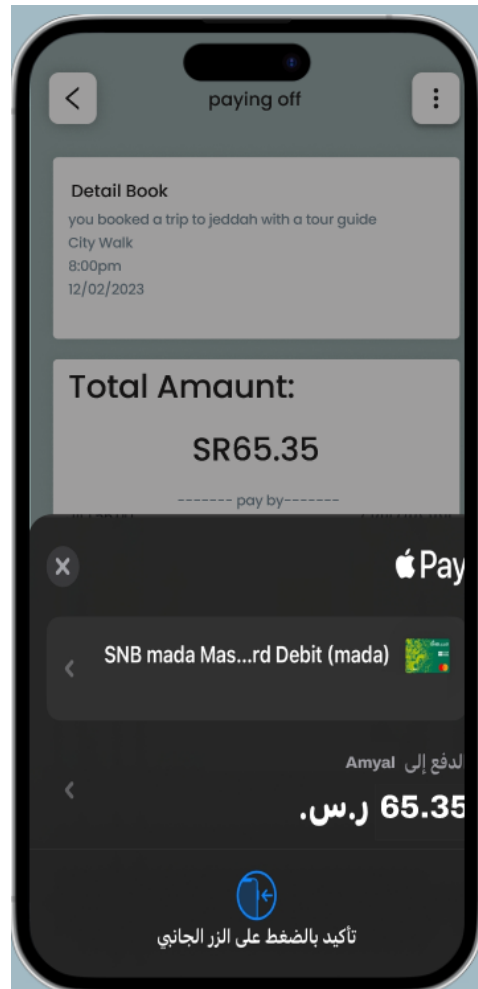 paying off
Detail Book
you booked a trip to jeddah with a tour guide
City Walk
8:00pm
12/02/2023
Total Amaunt:
SR65.35
------- pay by-------
Pay
SNB mada Mas...rd Debit (mada)
الدفع إلى Amyal
65.35 ر.س.
تأكيد بالضغط على الزر الجانبي